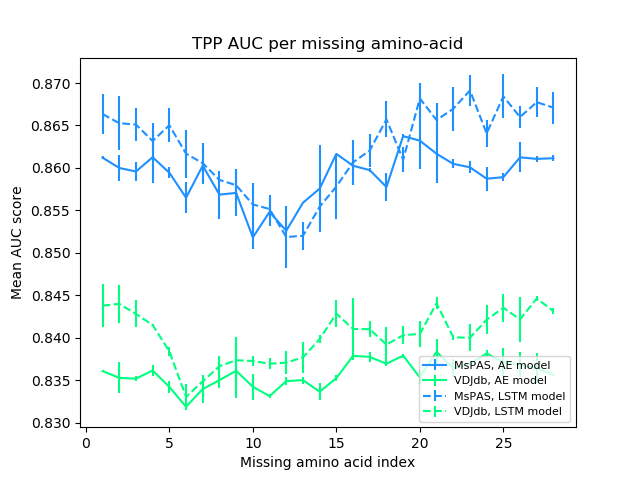 TPP AUC per missing amino-acid
Mean AUC score
0.870
0.865
0.860
0.855
0.850
0.845
0.840
0.835
0.830
0
5
10
15
20
25
Missing amino acid index
MsPAS, AE model
VDJdb, AE model
MsPAS, LSTM model
VDJdb, LSTM model